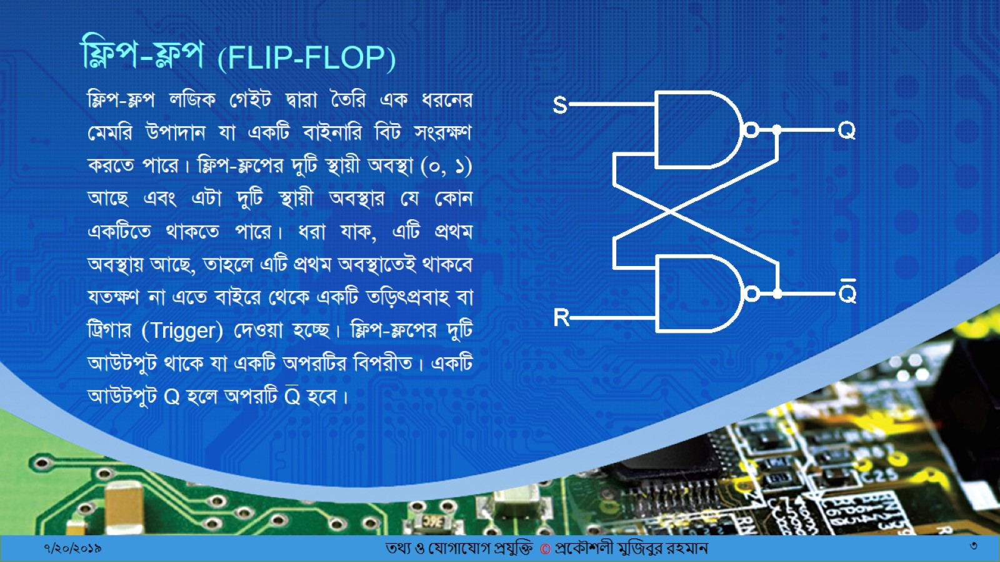 ফ্লিপ-ফ্লপ (FLIP-FLOP)
ফ্লিপ-ফ্লপ লজিক গেইট দ্বারা তৈরি এক ধরনের
মেমরি উপাদান যা একটি বাইনারি বিট সংরক্ষণ
করতে পারে। ফ্লিপ-ফ্লপের দুটি স্থায়ী অবস্থা (০, ১)
আছে এবং এটা দুটি স্থায়ী অবস্থার যে কোন
একটিতে থাকতে পারে। ধরা যাক, এটি প্রথম
অবস্থায় আছে, তাহলে এটি প্রথম অবস্থাতেই থাকবে
যতক্ষণ না এতে বাইরে থেকে একটি তড়িৎপ্রবাহ বা
ট্রিগার (Trigger) দেওয়া হচ্ছে। ফ্লিপ-ফ্লপের দুটি
আউটপুট থাকে যা একটি অপরটির বিপরীত। একটি
আউটপুট Q হলে অপরটি Q̅ হবে।
S
Q
Q̅
R
C25
৭/২০/২০১৯
তথ্য ও যোগাযোগ প্রযুক্তি © প্রকৌশলী মুজিবুর রহমান
৩